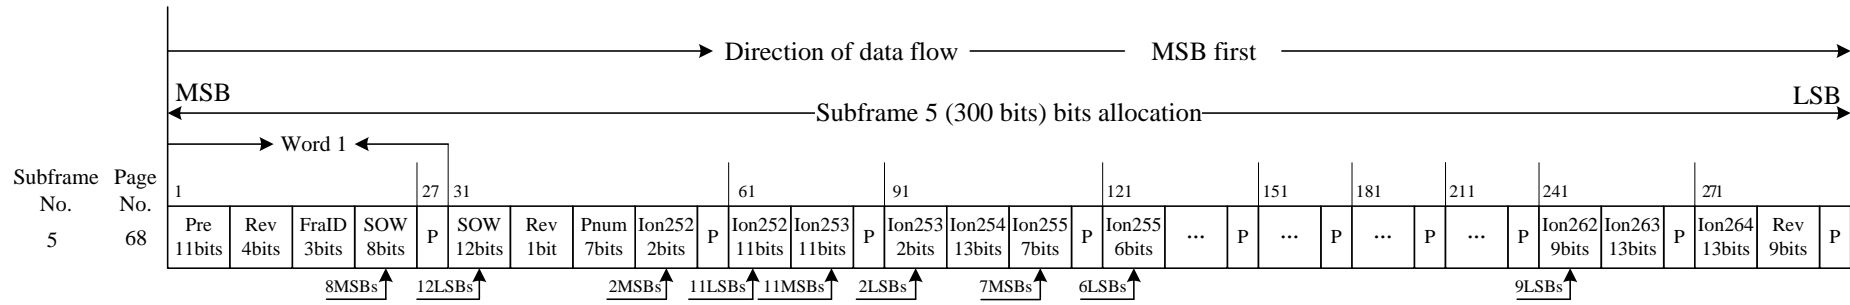 Direction of data flow MSB first
MSB LSB
Subframe 5 (300 bits) bits allocation
Word 1
Subframe No. Page No. 1 27 31 61 91 121 151 181 211 241 271
5 68 Pre 11bits Rev 4bits FraID 3bits SOW 8bits P SOW 12bits Rev 1bit Pnum 7bits Ion252 2bits P Ion252 11bits Ion253 11bits P Ion253 2bits Ion254 13bits Ion255 7bits P Ion255 6bits ... P ... P ... P ... P Ion262 9bits Ion263 13bits P Ion264 13bits Rev 9bits P
8MSBs 12LSBs 2MSBs 11LSBs 11MSBs 2LSBs 7MSBs 6LSBs 9LSBs